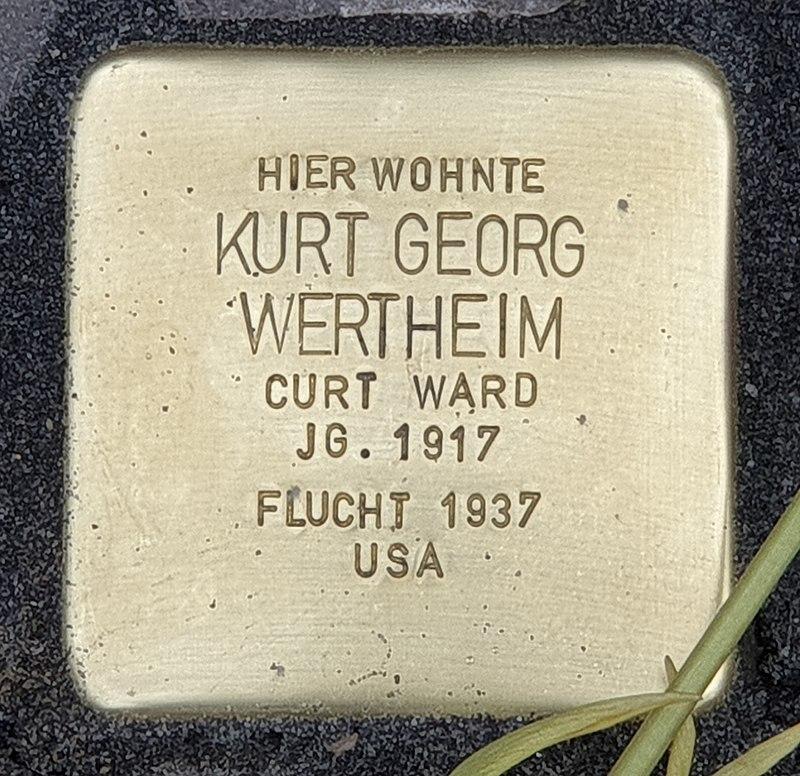 HIER WOHNTE
KURT GEORG
WERTHEIM
CURT WARD
JG. 1917
FLUCHT 1937
USA